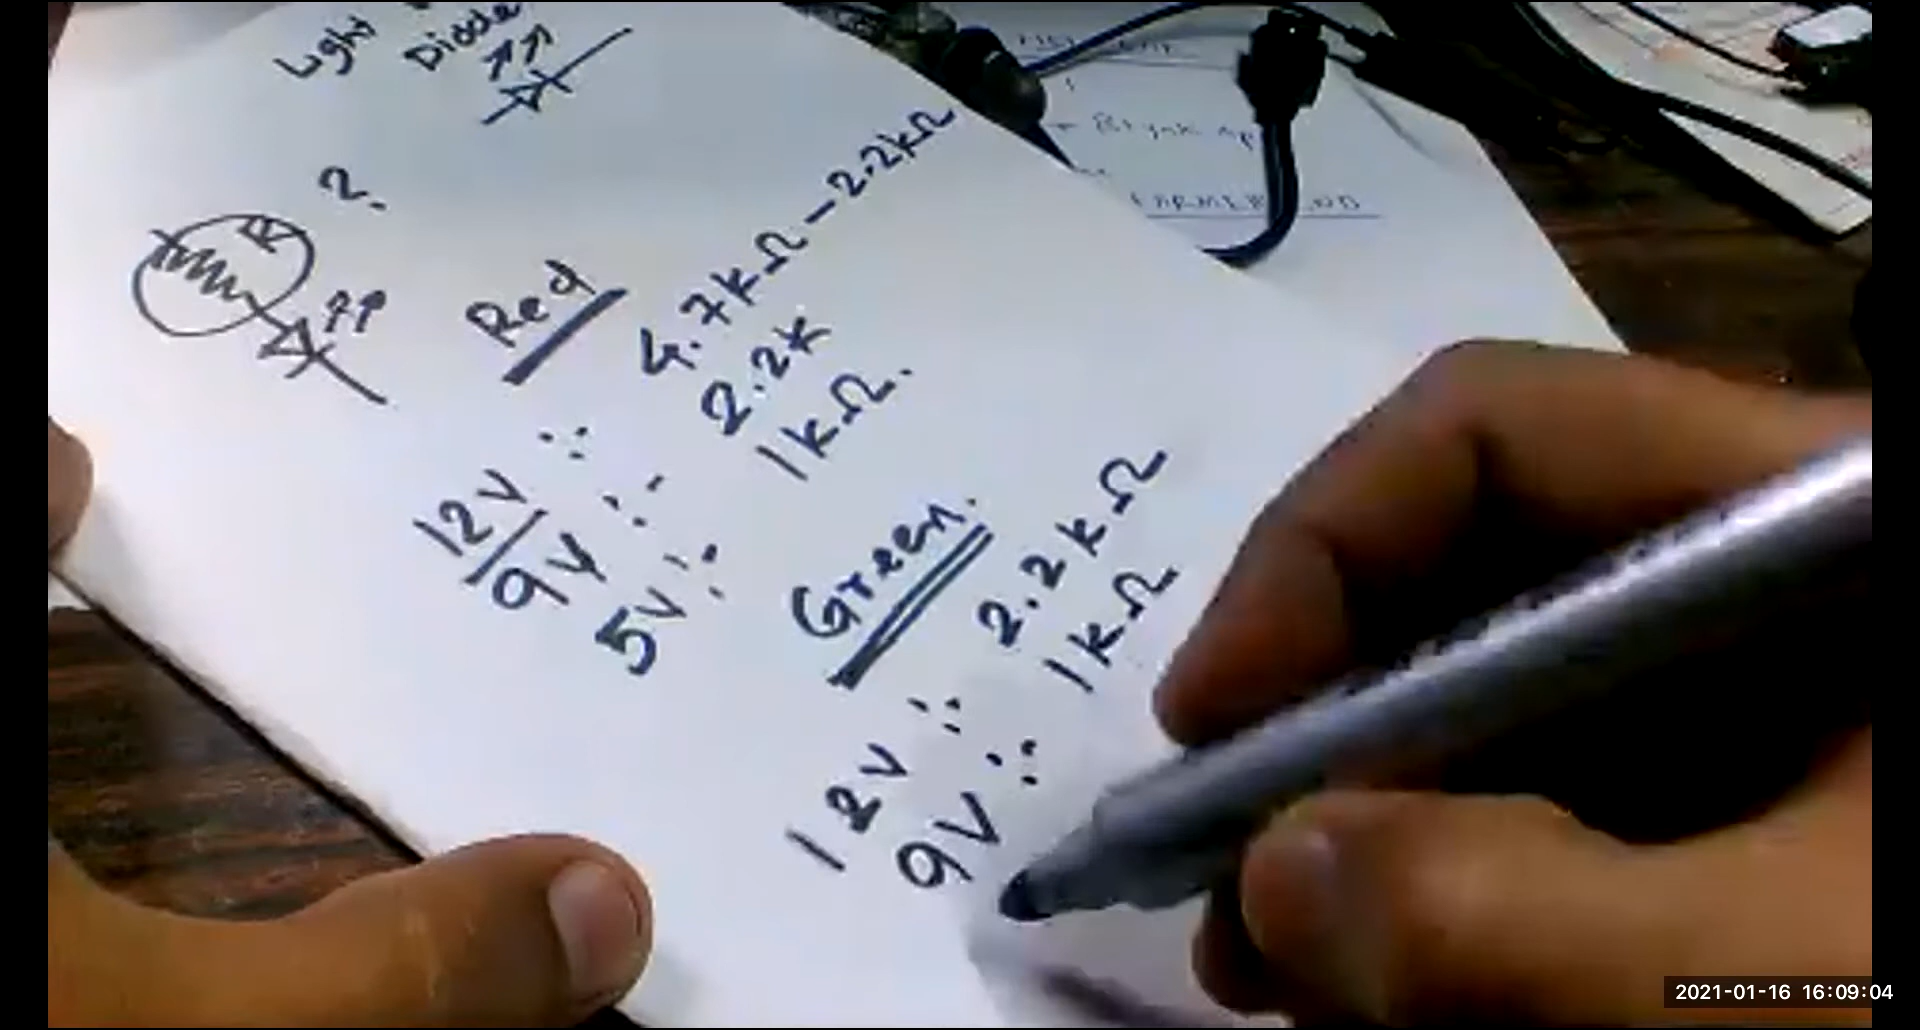 Light
Diode
R
?
Red
12V :- 4.7kΩ - 2.2kΩ
9V :- 2.2k
5V :- 1kΩ.
Green.
12V :- 2.2kΩ
9V :- 1kΩ
2021-01-16 16:09:04